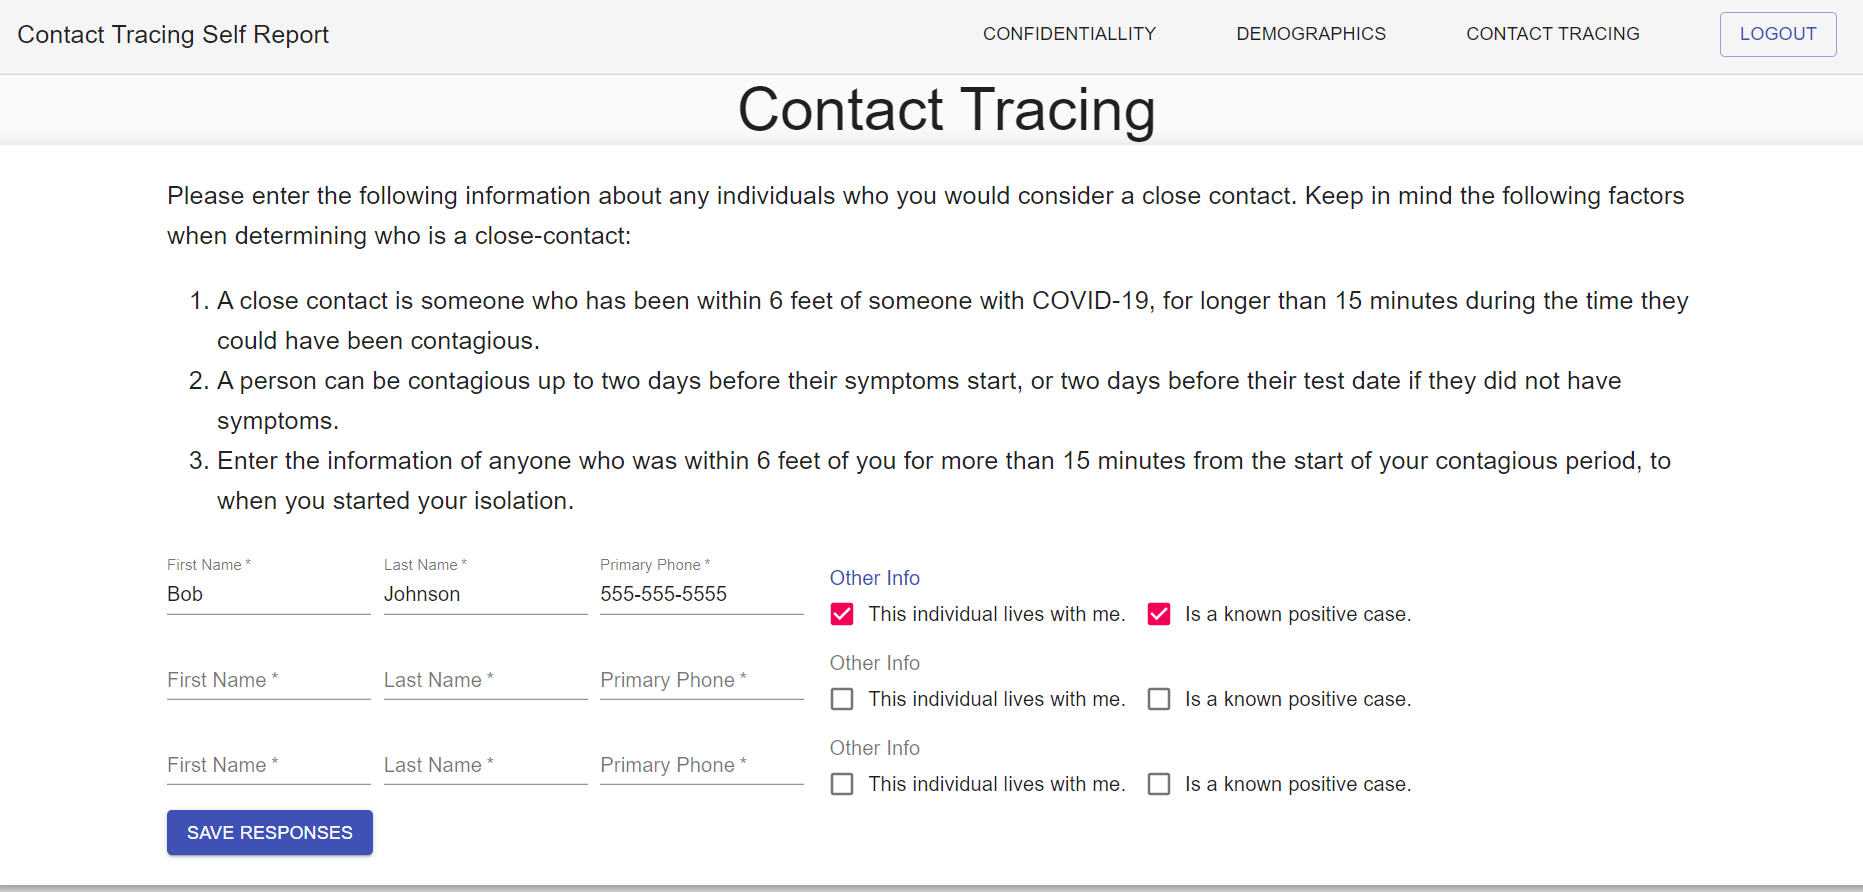 Contact Tracing Self Report
CONFIDENTIALLITY
DEMOGRAPHICS
CONTACT TRACING
LOGOUT
Contact Tracing
Please enter the following information about any individuals who you would consider a close contact. Keep in mind the following factors
when determining who is a close-contact:
1. A close contact is someone who has been within 6 feet of someone with COVID-19, for longer than 15 minutes during the time they
could have been contagious.
2. A person can be contagious up to two days before their symptoms start, or two days before their test date if they did not have
symptoms.
3. Enter the information of anyone who was within 6 feet of you for more than 15 minutes from the start of your contagious period, to
when you started your isolation.
First Name *
Bob
Last Name *
Johnson
Primary Phone *
555-555-5555
Other Info
This individual lives with me.
Is a known positive case.
First Name *
Last Name *
Primary Phone *
Other Info
This individual lives with me.
Is a known positive case.
First Name *
Last Name *
Primary Phone *
Other Info
This individual lives with me.
Is a known positive case.
SAVE RESPONSES